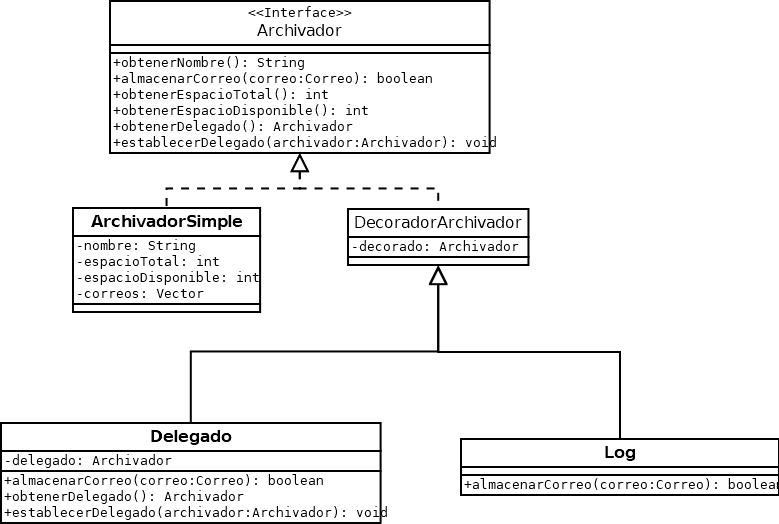 <<Interface>>
Archivador
+obtenerNombre(): String
+almacenarCorreo(correo:Correo): boolean
+obtenerEspacioTotal(): int
+obtenerEspacioDisponible(): int
+obtenerDelegado(): Archivador
+establecerDelegado(archivador:Archivador): void
ArchivadorSimple
-nombre: String
-espacioTotal: int
-espacioDisponible: int
-correos: Vector
DecoradorArchivador
-decorado: Archivador
Delegado
-delegado: Archivador
+almacenarCorreo(correo:Correo): boolean
+obtenerDelegado(): Archivador
+establecerDelegado(archivador:Archivador): void
Log
+almacenarCorreo(correo:Correo): boolean